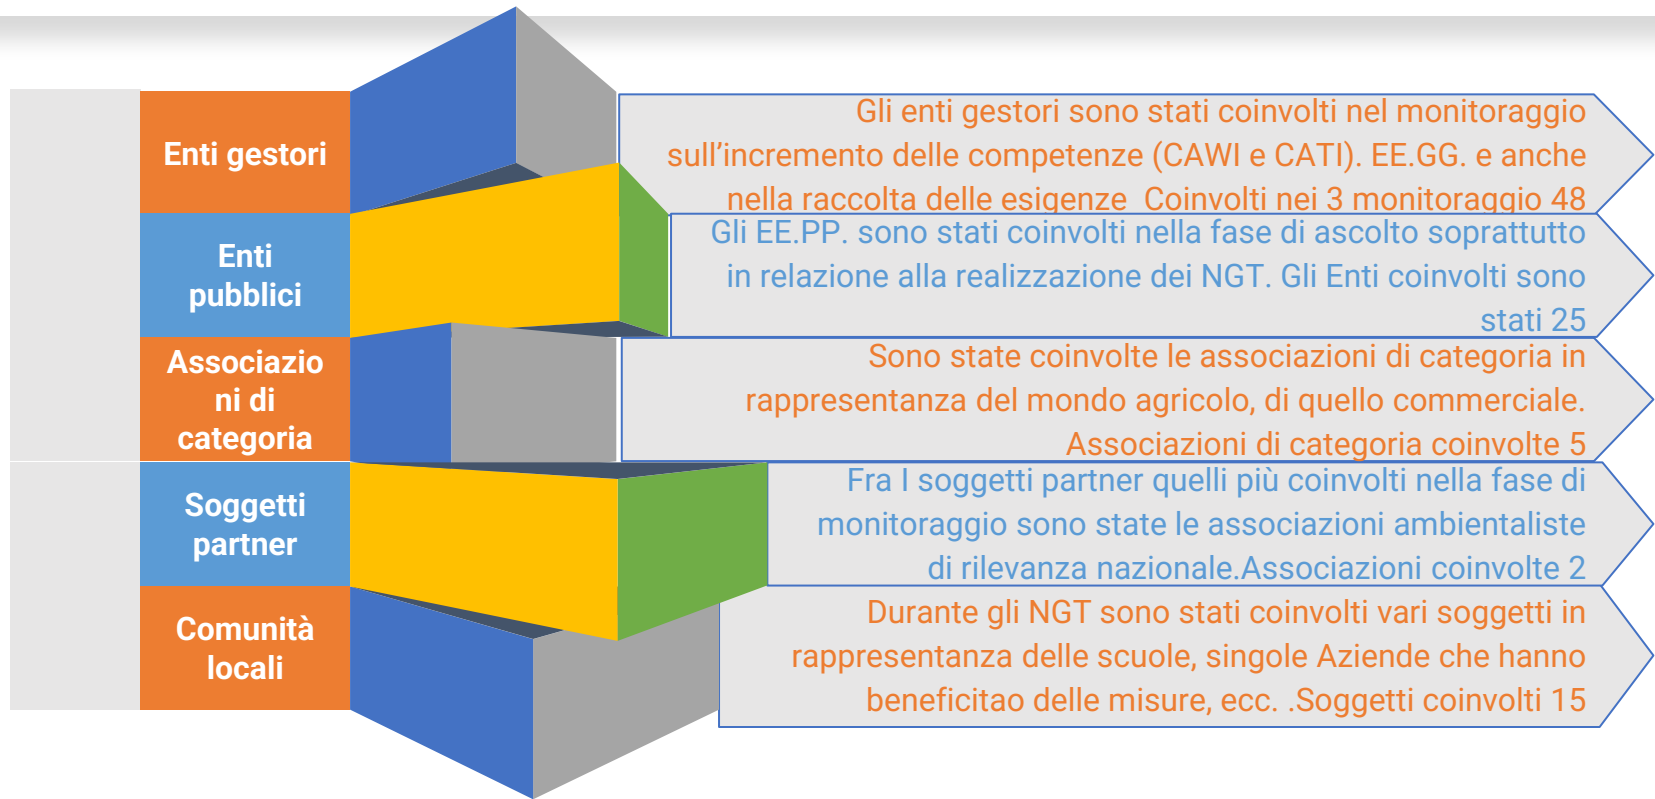 Enti gestori
Gli enti gestori sono stati coinvolti nel monitoraggio
sull’incremento delle competenze (CAWI e CATI). EE.GG. e anche
nella raccolta delle esigenze  Coinvolti nei 3 monitoraggio 48
Enti
pubblici
Gli EE.PP. sono stati coinvolti nella fase di ascolto soprattutto
in relazione alla realizzazione dei NGT. Gli Enti coinvolti sono
stati 25
Associazio
ni di
categoria
Sono state coinvolte le associazioni di categoria in
rappresentanza del mondo agricolo, di quello commerciale.
Associazioni di categoria coinvolte 5
Soggetti
partner
Fra I soggetti partner quelli più coinvolti nella fase di
monitoraggio sono state le associazioni ambientaliste
di rilevanza nazionale.Associazioni coinvolte 2
Comunità
locali
Durante gli NGT sono stati coinvolti vari soggetti in
rappresentanza delle scuole, singole Aziende che hanno
beneficitao delle misure, ecc. .Soggetti coinvolti 15